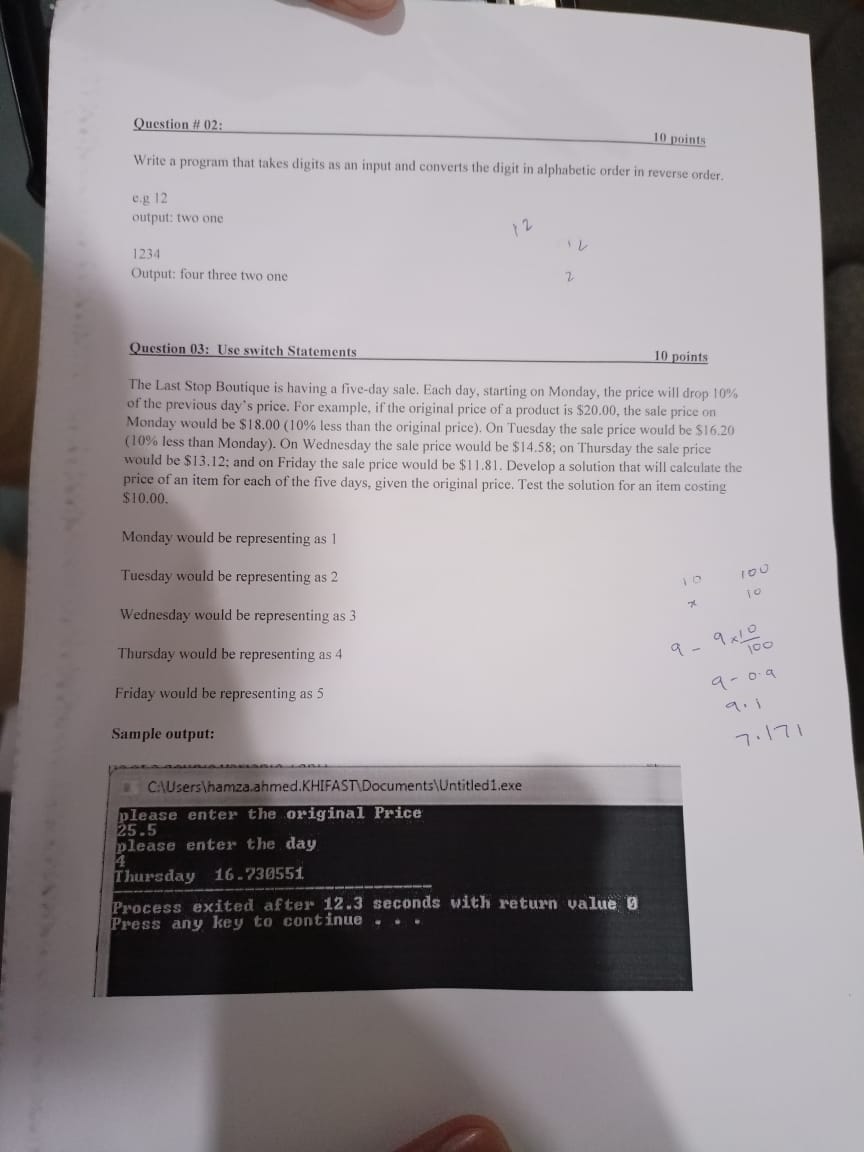 Question # 02:
10 points
Write a program that takes digits as an input and converts the digit in alphabetic order in reverse order.
e.g 12
output: two one
12
12
1234
Output: four three two one
2
Question 03: Use switch Statements
10 points
The Last Stop Boutique is having a five-day sale. Each day, starting on Monday, the price will drop 10%
of the previous day's price. For example, if the original price of a product is $20.00, the sale price on
Monday would be $18.00 (10% less than the original price). On Tuesday the sale price would be $16.20
(10% less than Monday). On Wednesday the sale price would be $14.58; on Thursday the sale price
would be $13.12; and on Friday the sale price would be $11.81. Develop a solution that will calculate the
price of an item for each of the five days, given the original price. Test the solution for an item costing
$10.00.
Monday would be representing as 1
Tuesday would be representing as 2
10 100
10
Wednesday would be representing as 3
x
9 - 9x10
100
Thursday would be representing as 4
9 - 0.9
Friday would be representing as 5
9.1
Sample output:
7.171
C:\Users\hamza.ahmed.KHIFAST\Documents\Untitled1.exe
please enter the original Price
25.5
please enter the day
4
Thursday 16.730551
Process exited after 12.3 seconds with return value 0
Press any key to continue . . .